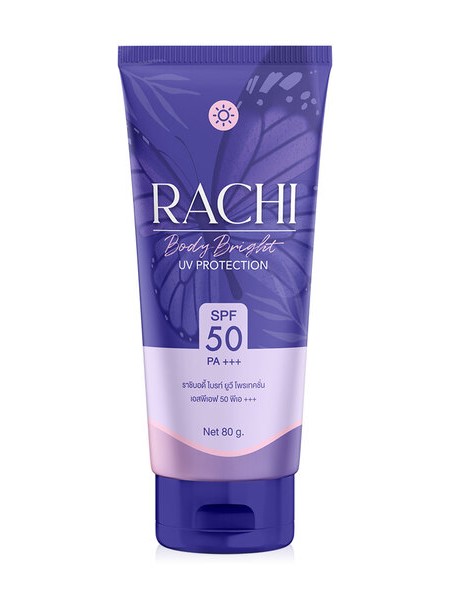 RACHI
Body Bright
UV PROTECTION
SPF
50
PA +++
ราชิบอดี้ ไบรท์ ยูวี โพรเทคชั่น
เอสพีเอฟ 50 พีเอ +++
Net 80 g.